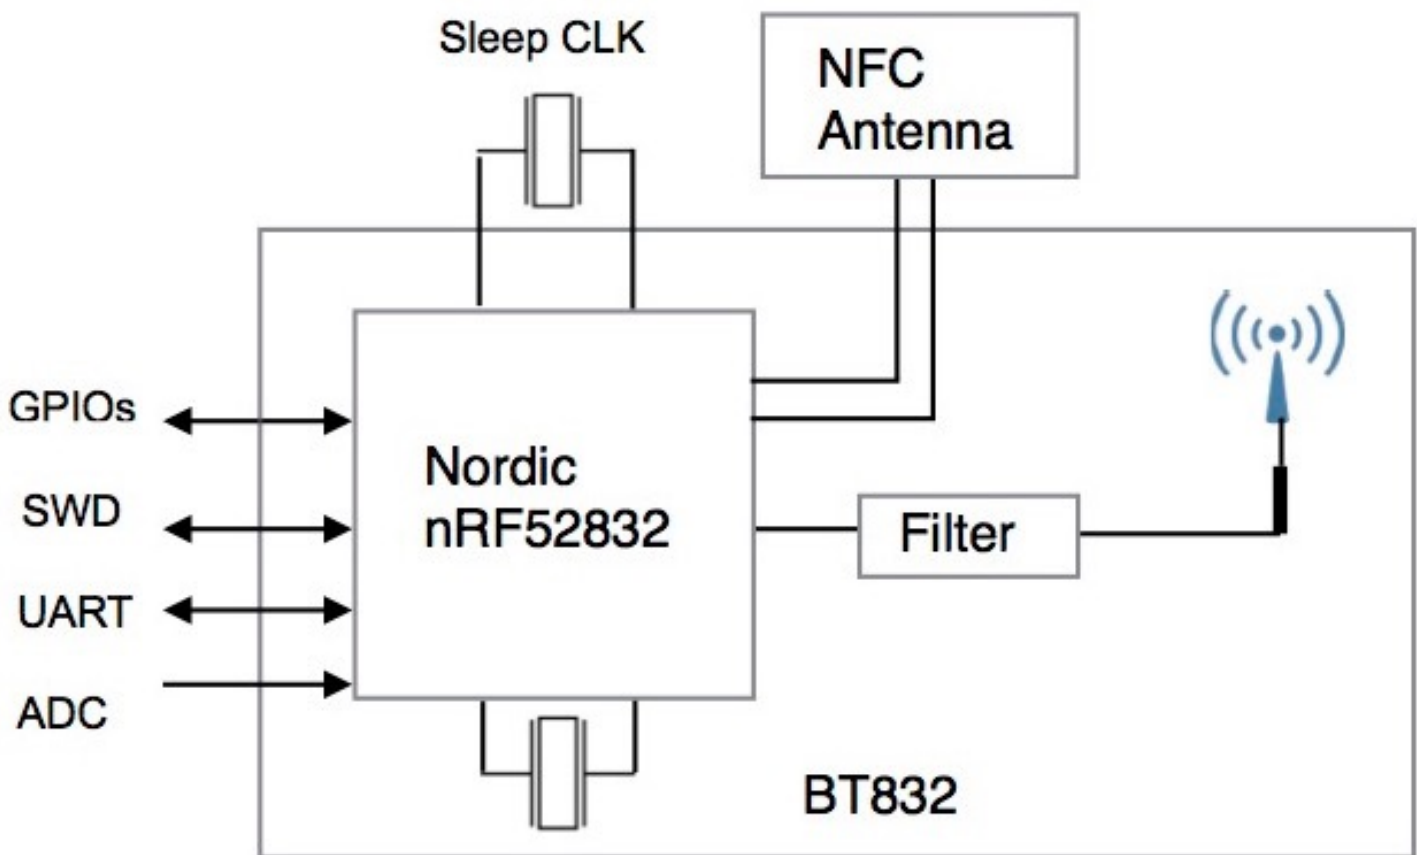 Sleep CLK
NFC
Antenna
GPIOs
SWD
UART
ADC
Nordic
nRF52832
Filter
BT832